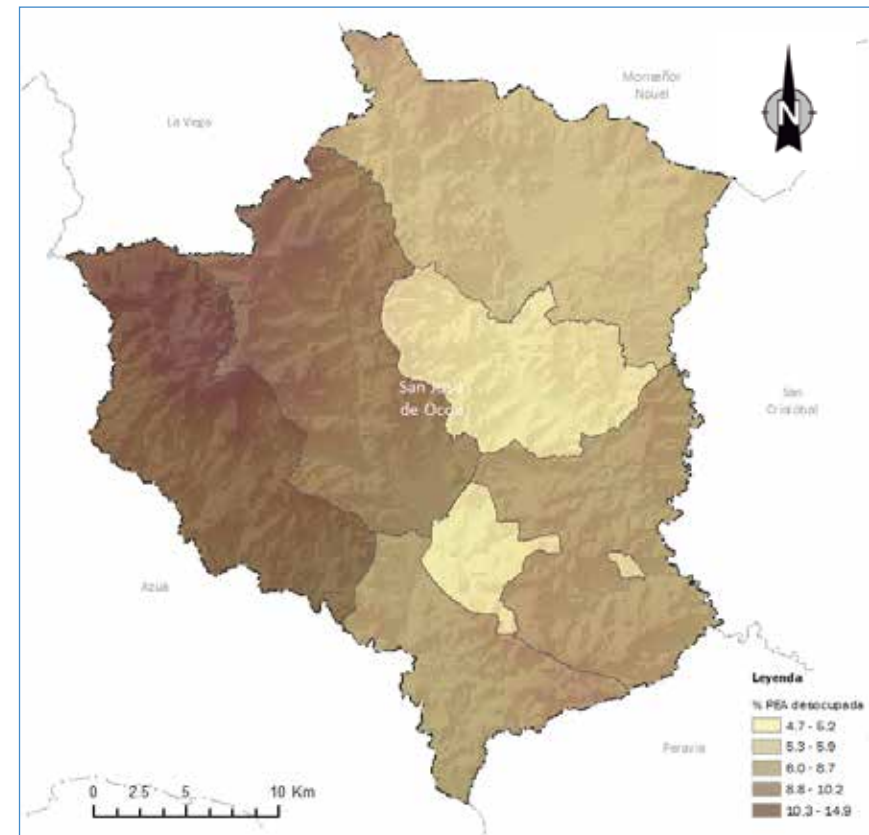 Monseñor
Nouel
N
La Vega
San José
de Ocoa
San
Cristóbal
Azua
Peravia
Leyenda
% PEA desocupada
4.7 - 5.2
5.3 - 5.9
6.0 - 8.7
8.8 - 10.2
10.3 - 14.9
0 2.5 5 10 Km